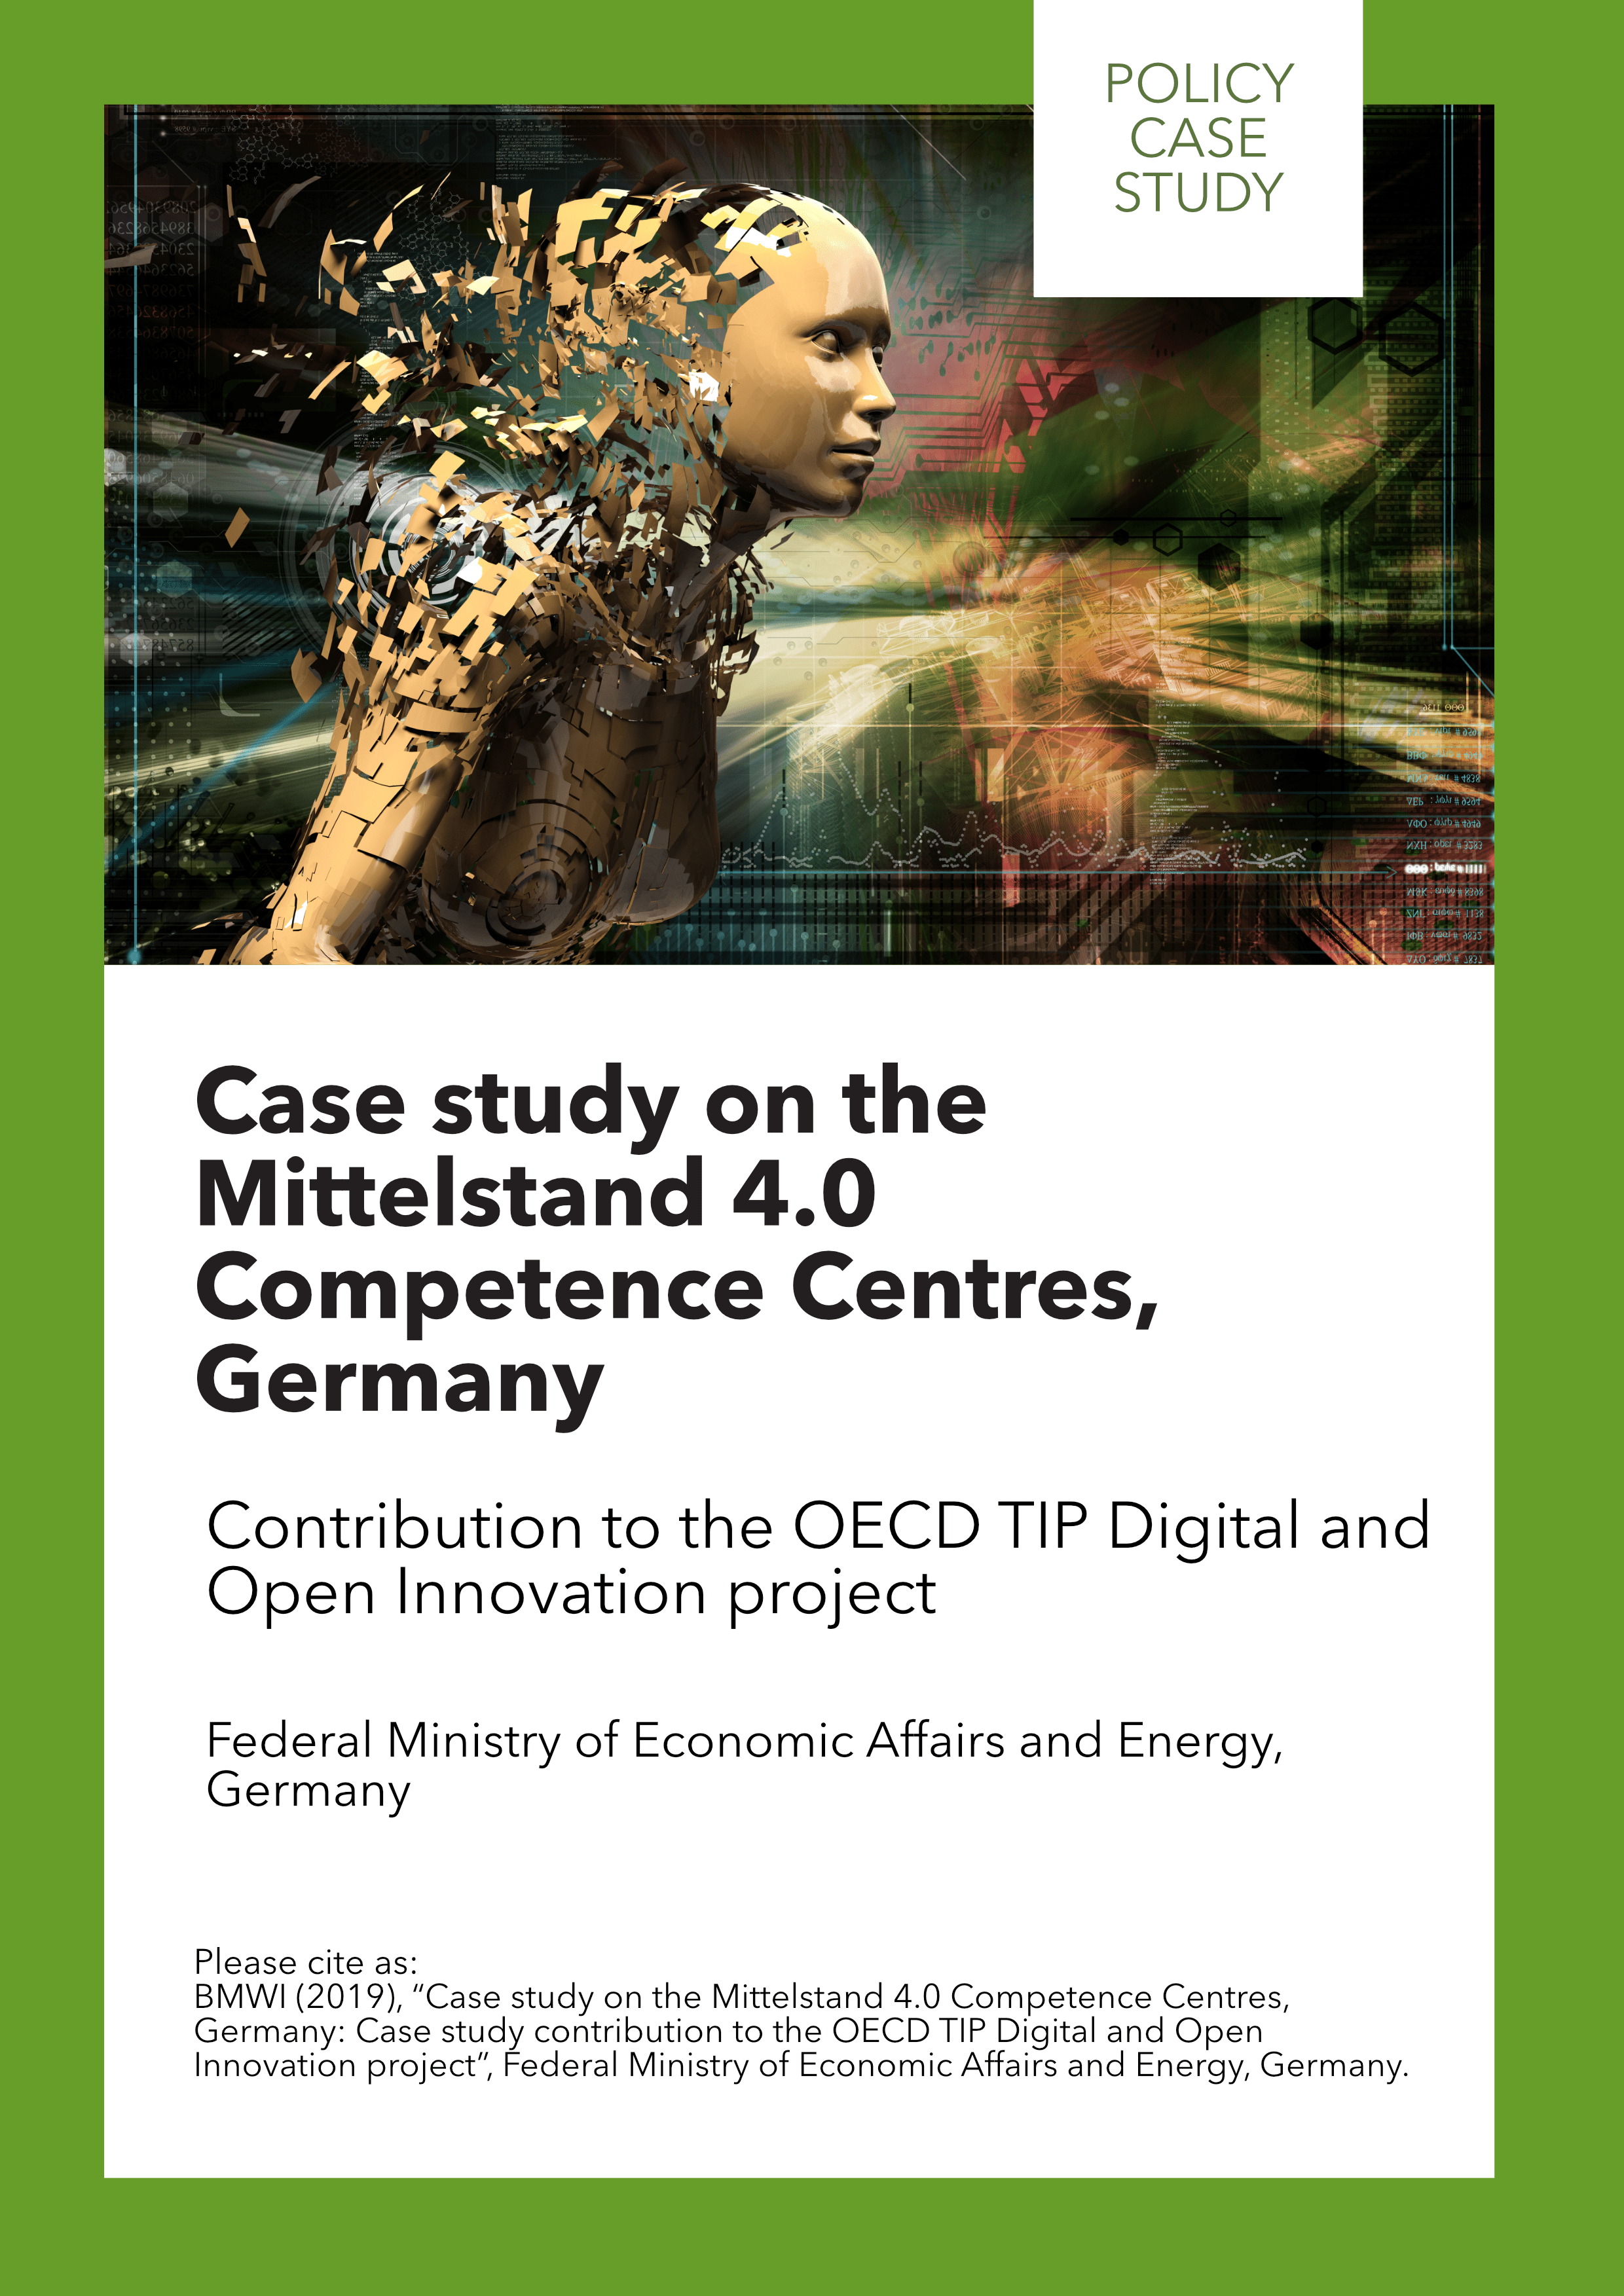 POLICY
CASE
STUDY
Case study on the
Mittelstand 4.0
Competence Centres,
Germany
Contribution to the OECD TIP Digital and
Open Innovation project
Federal Ministry of Economic Affairs and Energy,
Germany
Please cite as:
BMWI (2019), “Case study on the Mittelstand 4.0 Competence Centres,
Germany: Case study contribution to the OECD TIP Digital and Open
Innovation project”, Federal Ministry of Economic Affairs and Energy, Germany.